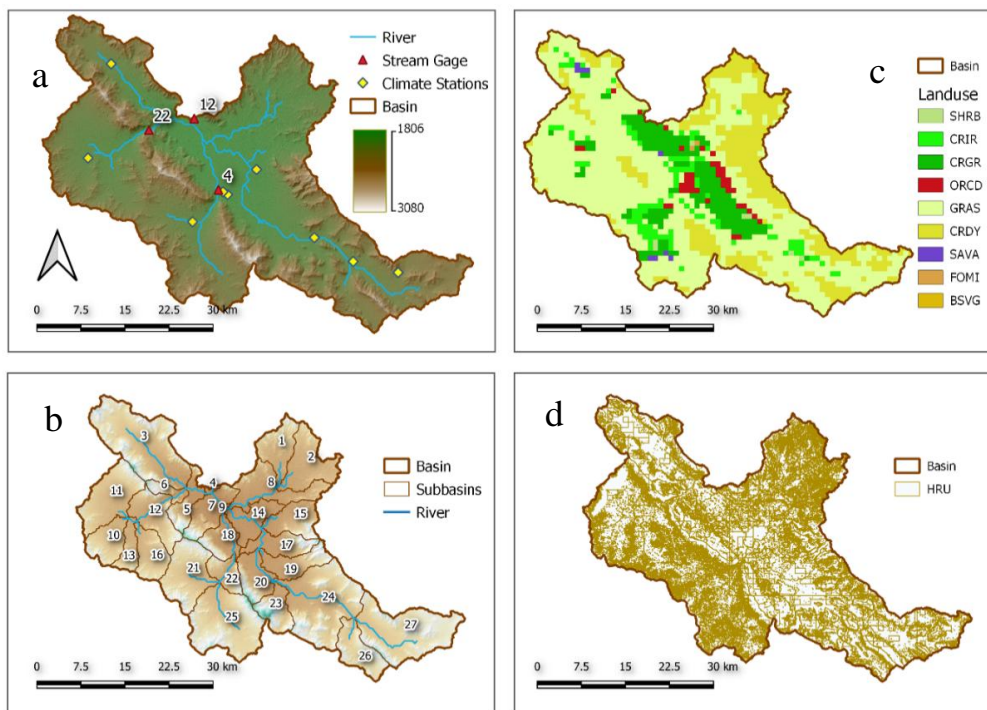 a
River
Stream Gage
Climate Stations
Basin
1806
3080
12
22
4
0 7.5 15 22.5 30 km
c
Basin
Landuse
SHRB
CRIR
CRGR
ORCD
GRAS
CRDY
SAVA
FOMI
BSVG
0 7.5 15 22.5 30 km
b
Basin
Subbasins
River
1
2
3
4
6
8
11
7
9
5
12
14
15
10
18
17
13
16
19
21
22
20
24
23
25
27
26
0 7.5 15 22.5 30 km
d
Basin
HRU
0 7.5 15 22.5 30 km